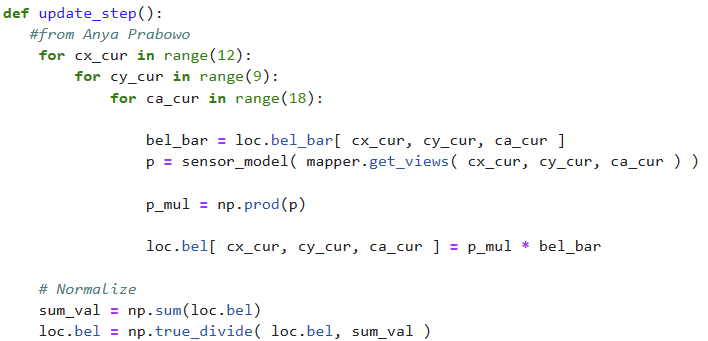 def update_step():
   #from Anya Prabowo
    for cx_cur in range(12):
        for cy_cur in range(9):
            for ca_cur in range(18):
                bel_bar = loc.bel_bar[ cx_cur, cy_cur, ca_cur ]
                p = sensor_model( mapper.get_views( cx_cur, cy_cur, ca_cur ) )
                p_mul = np.prod(p)
                loc.bel[ cx_cur, cy_cur, ca_cur ] = p_mul * bel_bar
    # Normalize
    sum_val = np.sum(loc.bel)
    loc.bel = np.true_divide( loc.bel, sum_val )